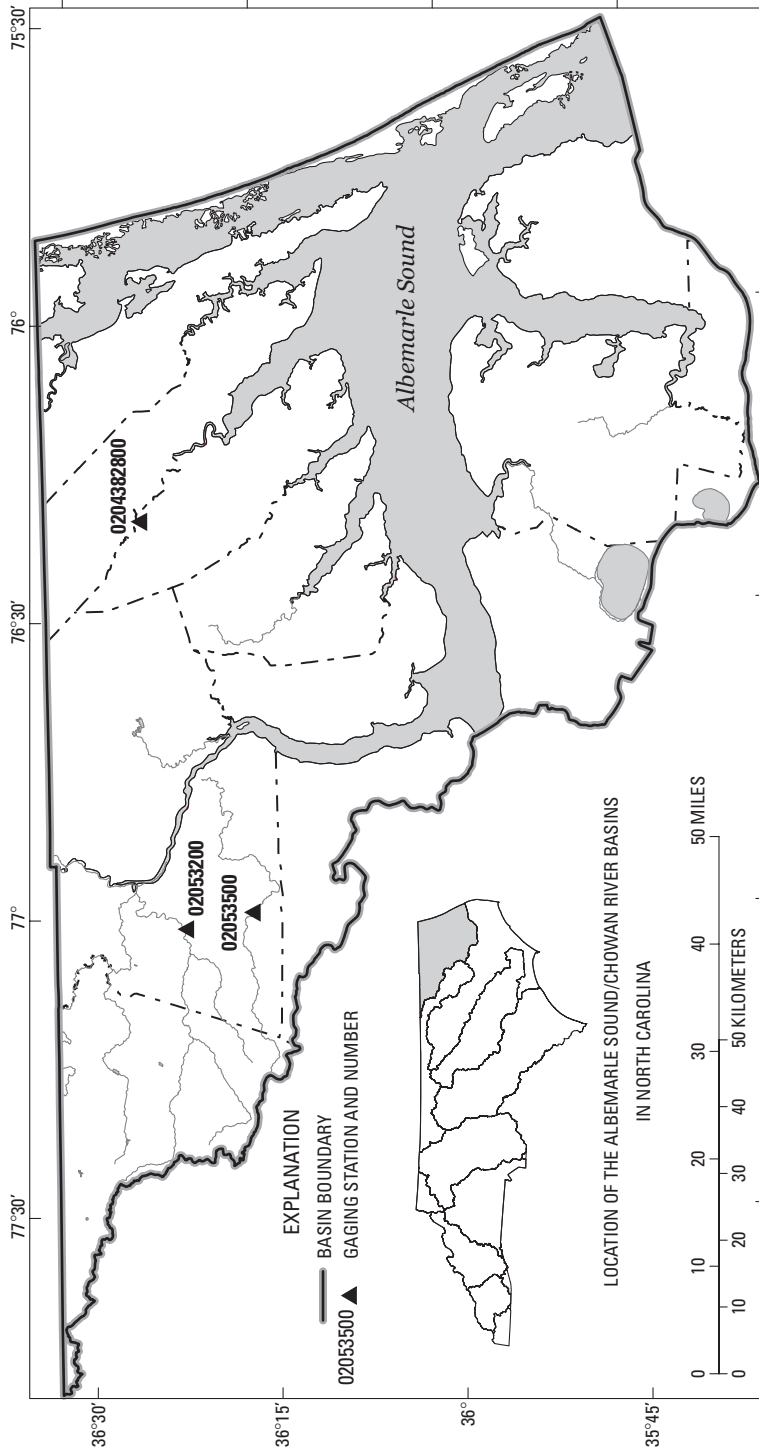 77°30'
77°
76°30'
76°
75°30'
36°30'
36°15'
36°
35°45'
0204382800
02053200
02053500
Albemarle Sound
EXPLANATION
BASIN BOUNDARY
02053500 GAGING STATION AND NUMBER
LOCATION OF THE ALBEMARLE SOUND/CHOWAN RIVER BASINS
IN NORTH CAROLINA
0 10 20 30 40 50 MILES
0 10 20 30 40 50 KILOMETERS